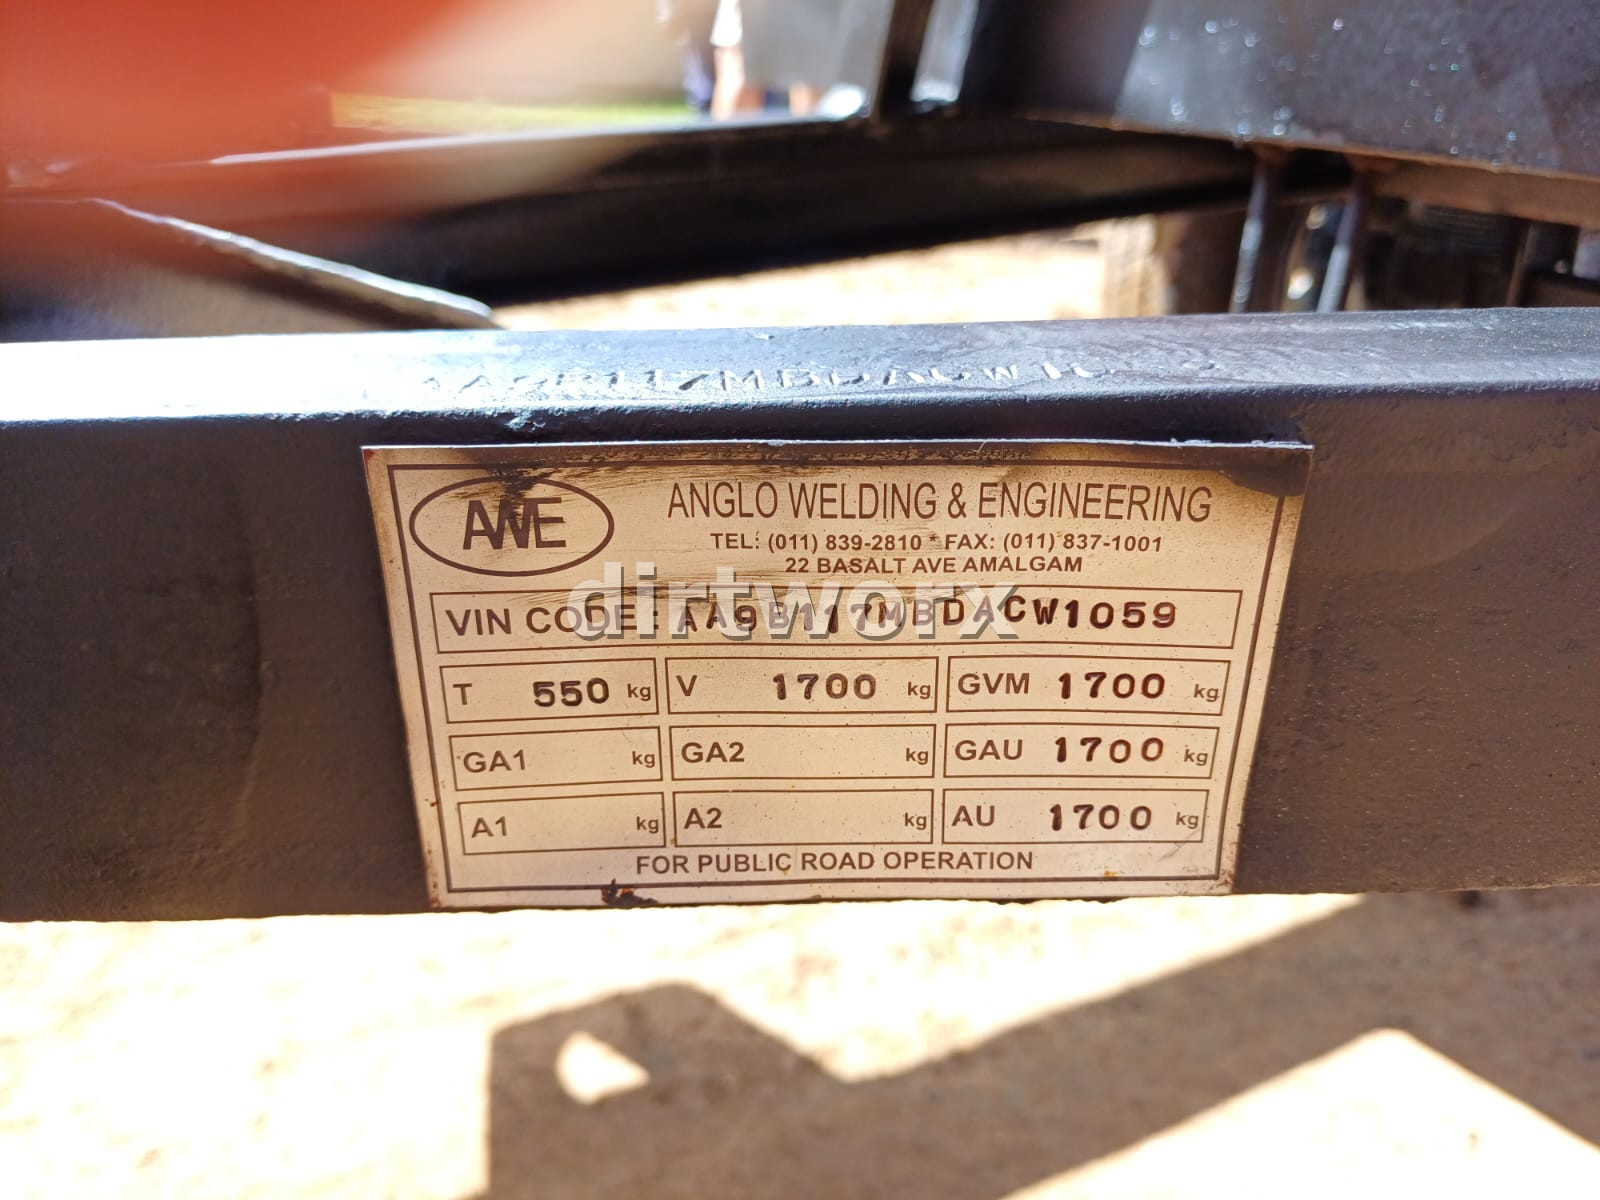 AA9B117MBDACW10
AWE
ANGLO WELDING & ENGINEERING
TEL: (011) 839-2810 * FAX: (011) 837-1001
22 BASALT AVE AMALGAM
dirtworx
VIN CODE: AA9B117MBDACW1059
T 550 kg V 1700 kg GVM 1700 kg
GA1 kg GA2 kg GAU 1700 kg
A1 kg A2 kg AU 1700 kg
FOR PUBLIC ROAD OPERATION